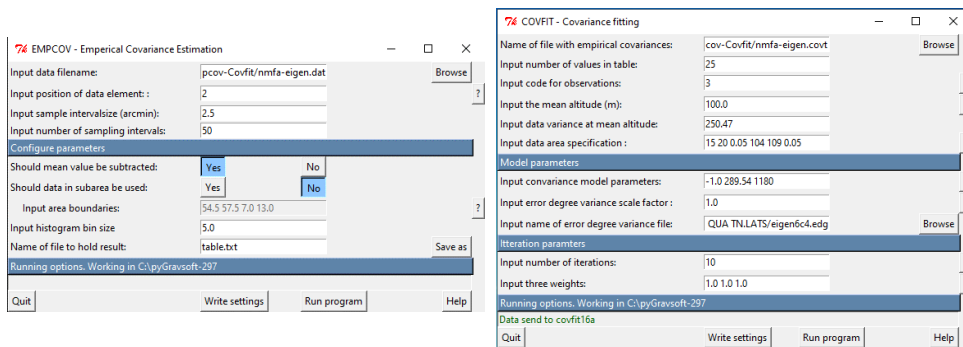 EMPCOV - Emperical Covariance Estimation
Input data filename: pcov-Covfit/nmfa-eigen.dat Browse
Input position of data element: : 2 ?
Input sample intervalsize (arcmin): 2.5
Input number of sampling intervals: 50
Configure parameters
Should mean value be subtracted: Yes No
Should data in subarea be used: Yes No
Input area boundaries: 54.5 57.5 7.0 13.0 ?
Input histogram bin size 5.0
Name of file to hold result: table.txt Save as
Running options. Working in C:\pyGravsoft-297
Quit Write settings Run program Help
COVFIT - Covariance fitting
Name of file with empirical covariances: cov-Covfit/nmfa-eigen.covt Browse
Input number of values in table: 25
Input code for observations: 3
Input the mean altitude (m): 100.0
Input data variance at mean altitude: 250.47
Input data area specification : 15 20 0.05 104 109 0.05
Model parameters
Input convariance model parameters: -1.0 289.54 1180
Input error degree variance scale factor : 1.0
Input name of error degree variance file: QUA TN.LATS/eigen6c4.edg Browse
Itteration paramters
Input number of iterations: 10
Input three weights: 1.0 1.0 1.0
Running options. Working in C:\pyGravsoft-297
Data send to covfit16a
Quit Write settings Run program Help